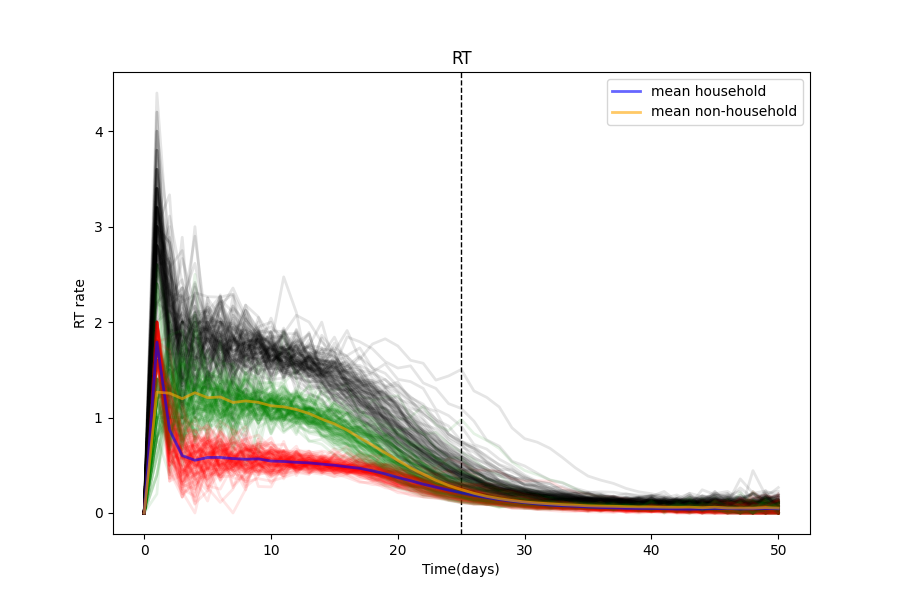 RT
mean household
mean non-household
4
3
2
1
0
RT rate
0 10 20 30 40 50
Time(days)